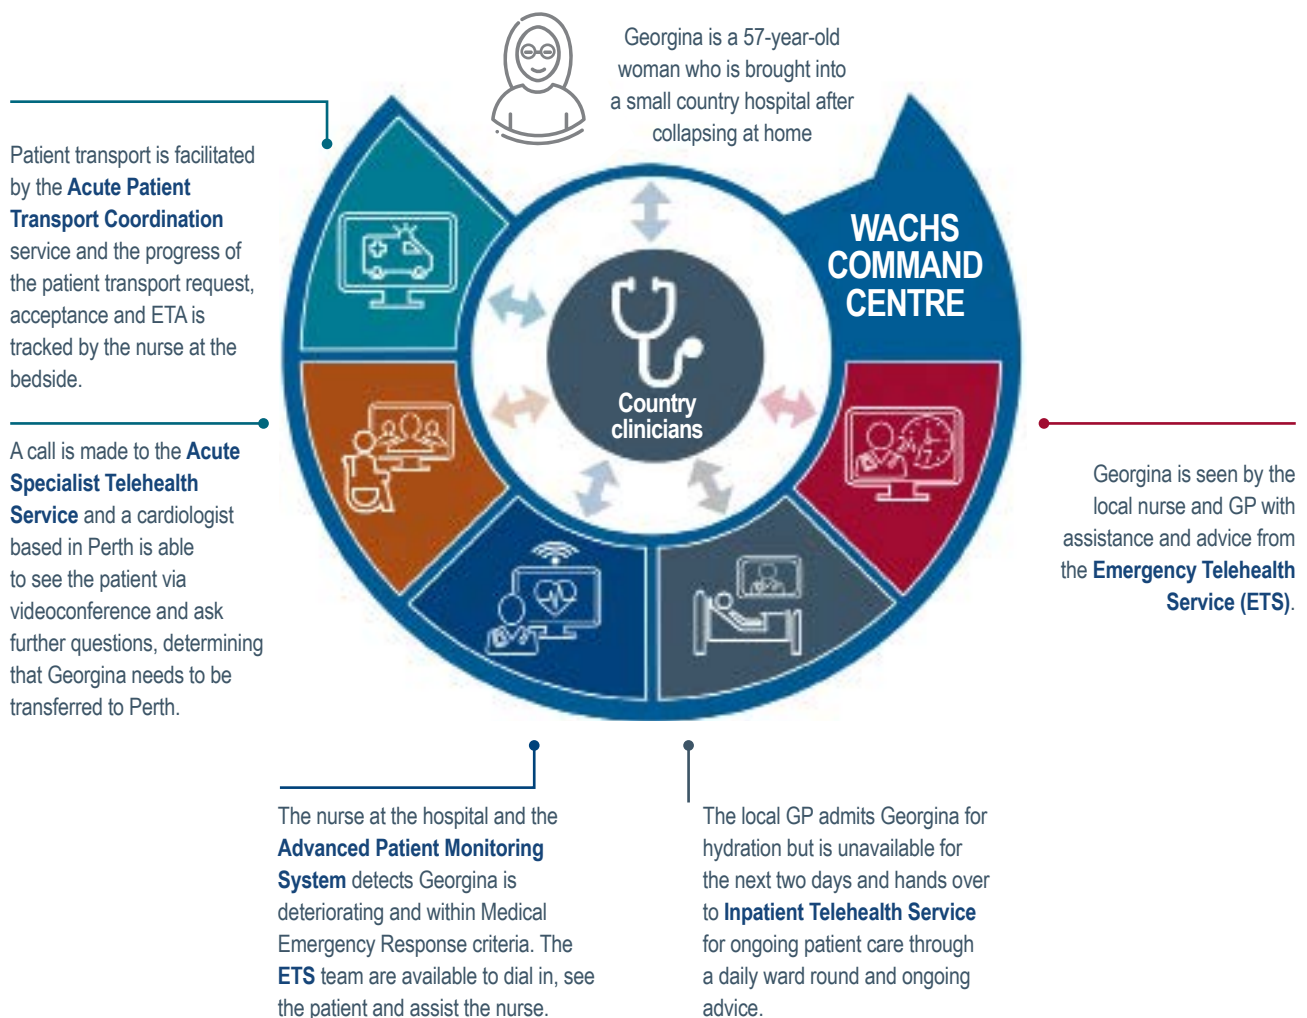 Georgina is a 57-year-old
woman who is brought into
a small country hospital after
collapsing at home
Patient transport is facilitated
by the Acute Patient
Transport Coordination
service and the progress of
the patient transport request,
acceptance and ETA is
tracked by the nurse at the
bedside.
A call is made to the Acute
Specialist Telehealth
Service and a cardiologist
based in Perth is able
to see the patient via
videoconference and ask
further questions, determining
that Georgina needs to be
transferred to Perth.
WACHS
COMMAND
CENTRE
Country
clinicians
Georgina is seen by the
local nurse and GP with
assistance and advice from
the Emergency Telehealth
Service (ETS).
The nurse at the hospital and the
Advanced Patient Monitoring
System detects Georgina is
deteriorating and within Medical
Emergency Response criteria. The
ETS team are available to dial in, see
the patient and assist the nurse.
The local GP admits Georgina for
hydration but is unavailable for
the next two days and hands over
to Inpatient Telehealth Service
for ongoing patient care through
a daily ward round and ongoing
advice.